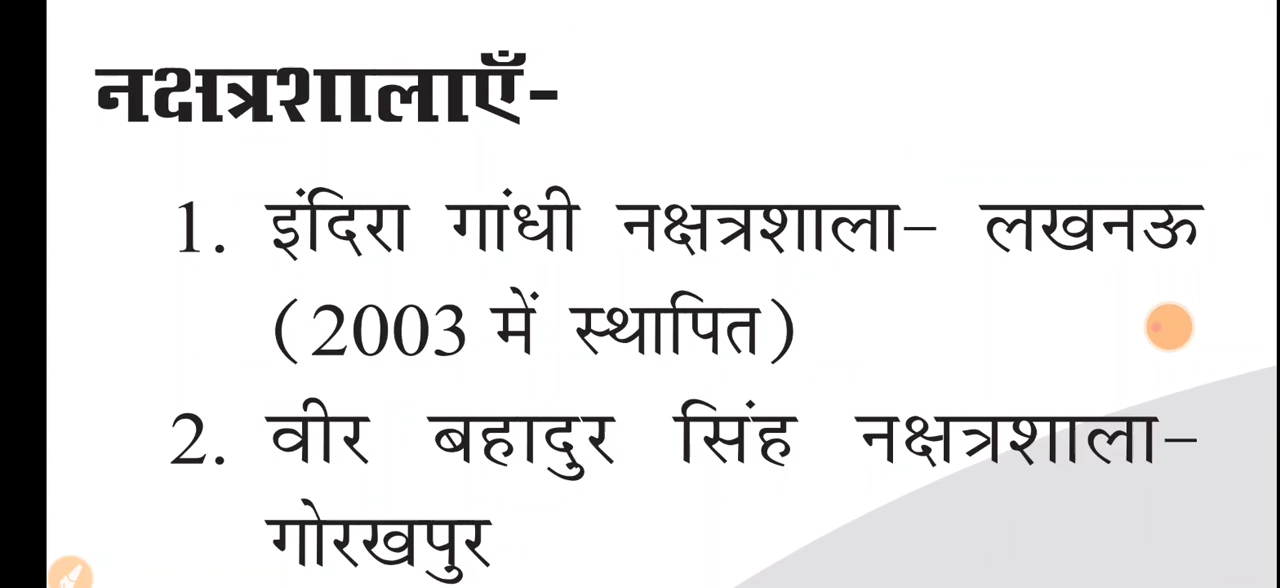 नक्षत्रशालाएँ-
1. इंदिरा गांधी नक्षत्रशाला– लखनऊ
(2003 में स्थापित)
2. वीर बहादुर सिंह नक्षत्रशाला–
गोरखपुर